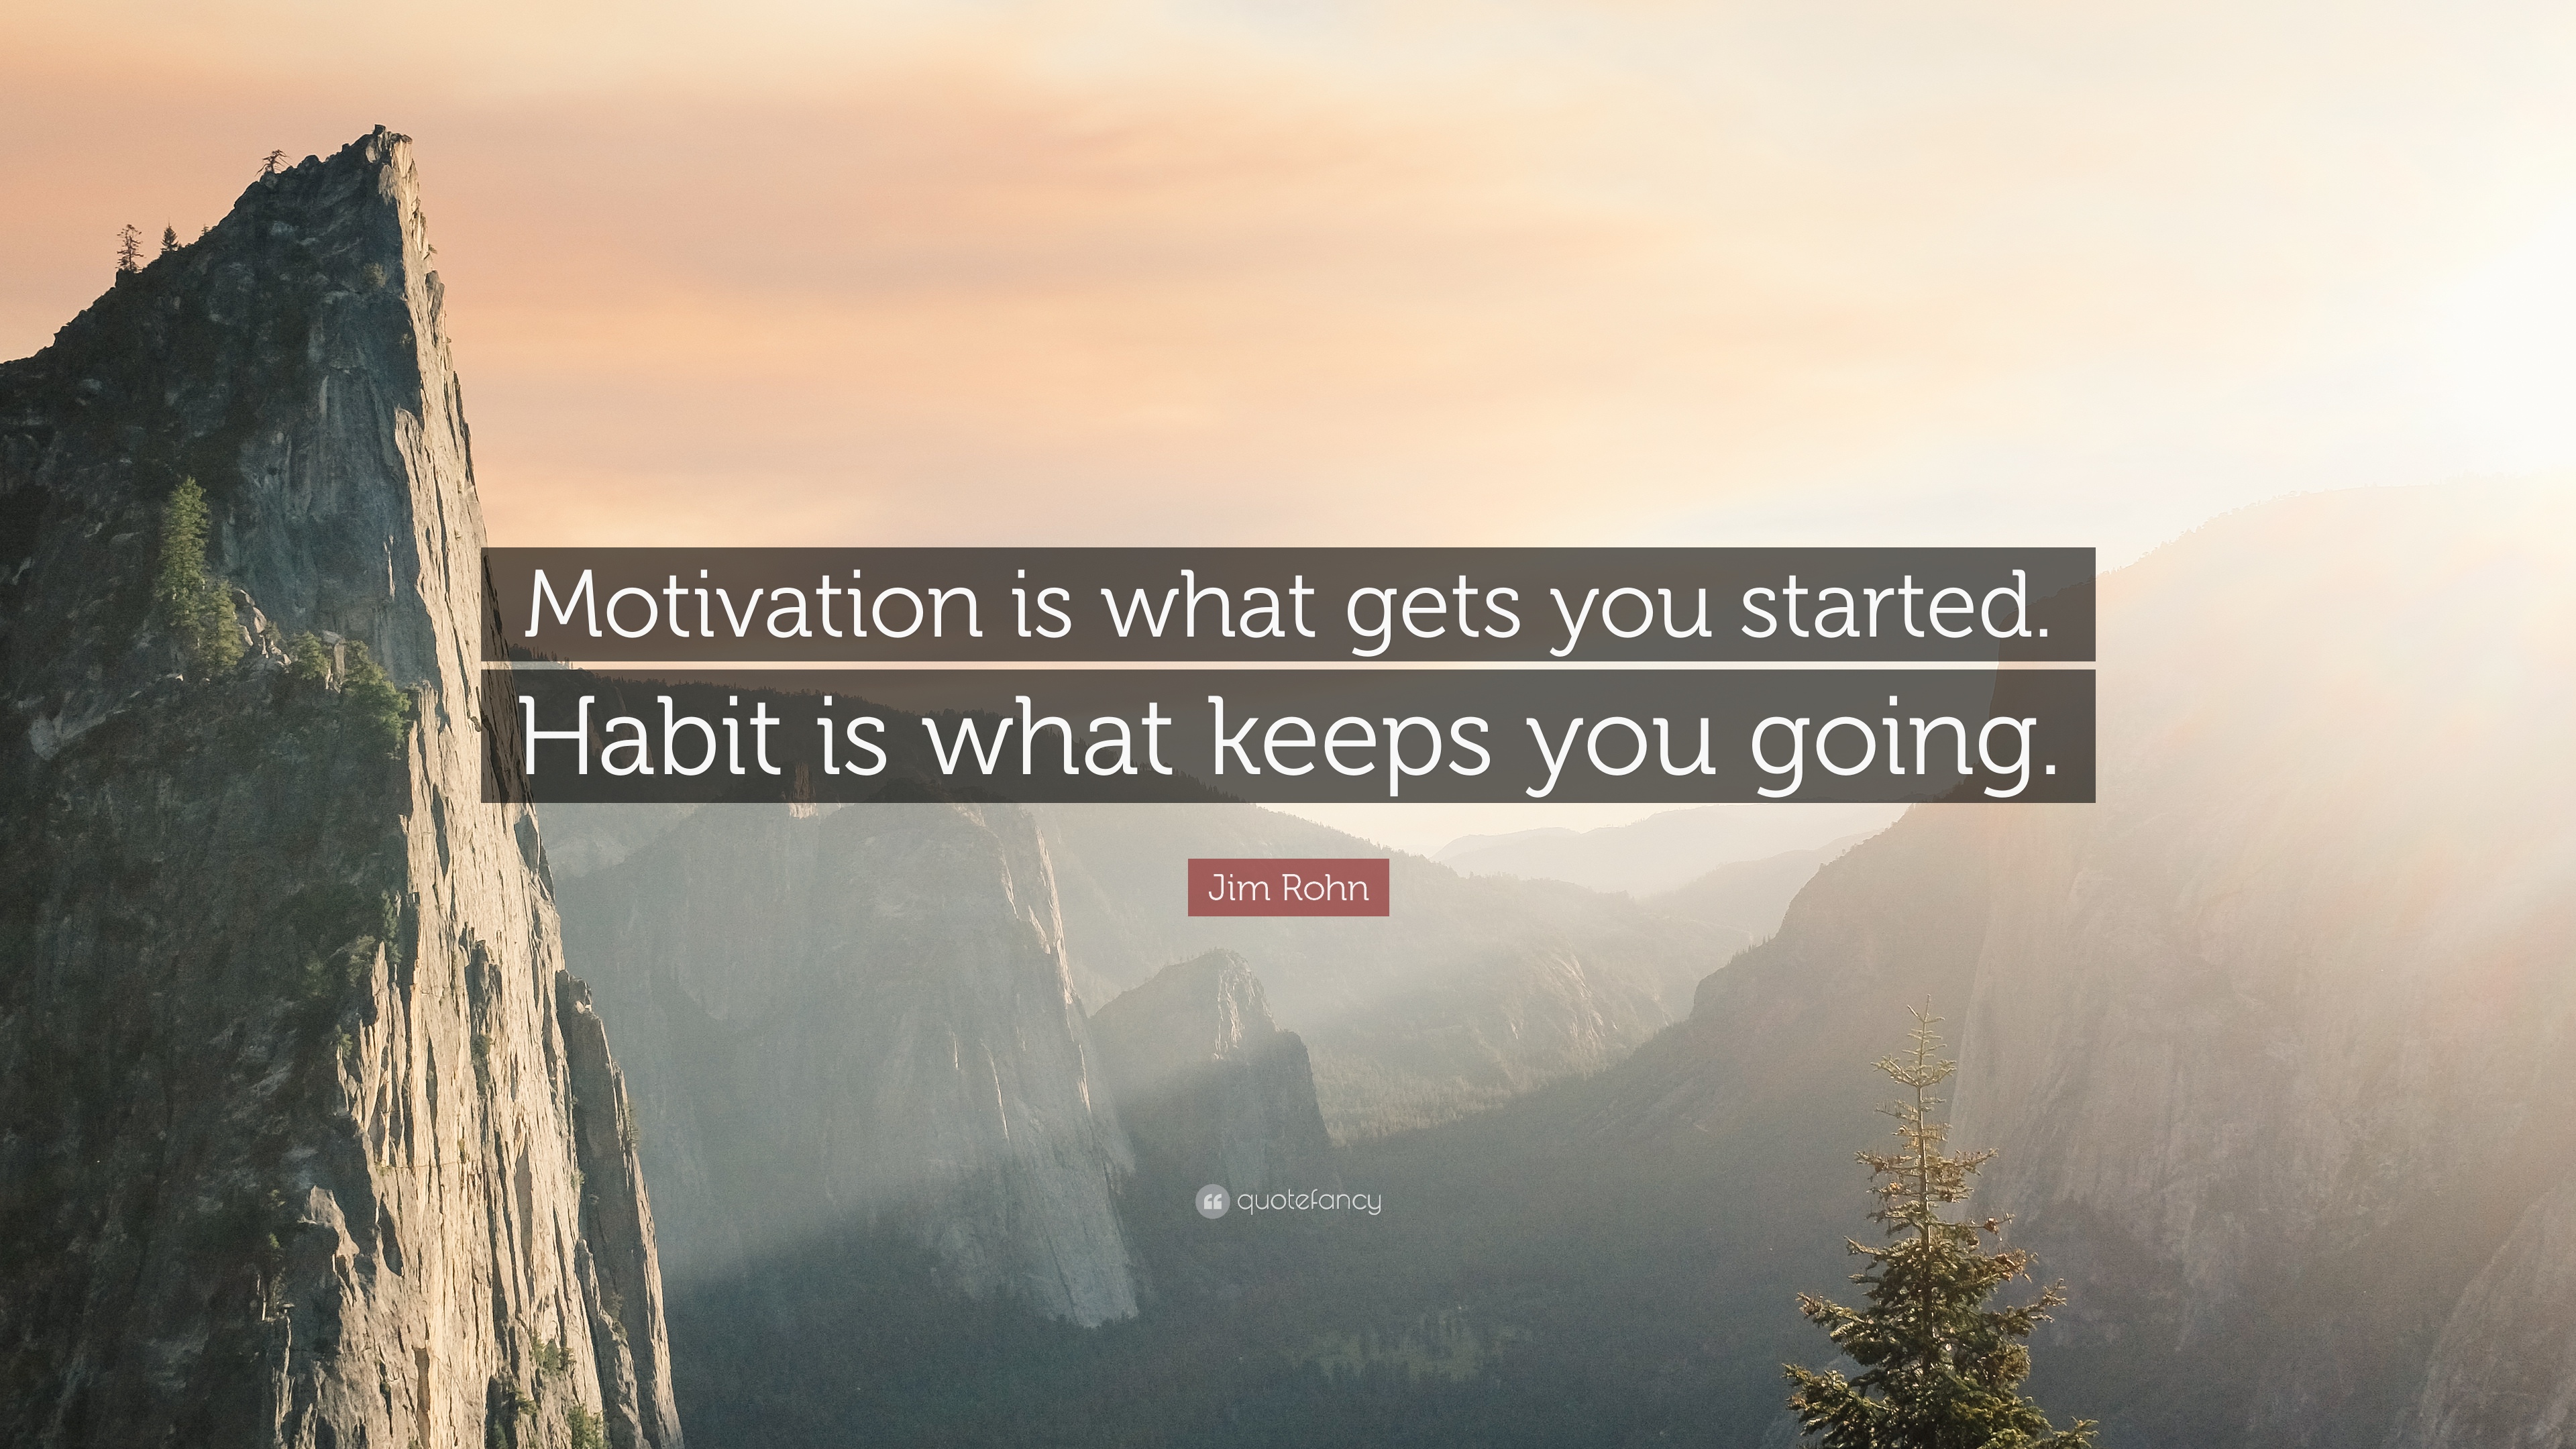 Motivation is what gets you started.
Habit is what keeps you going.
Jim Rohn
quotefancy